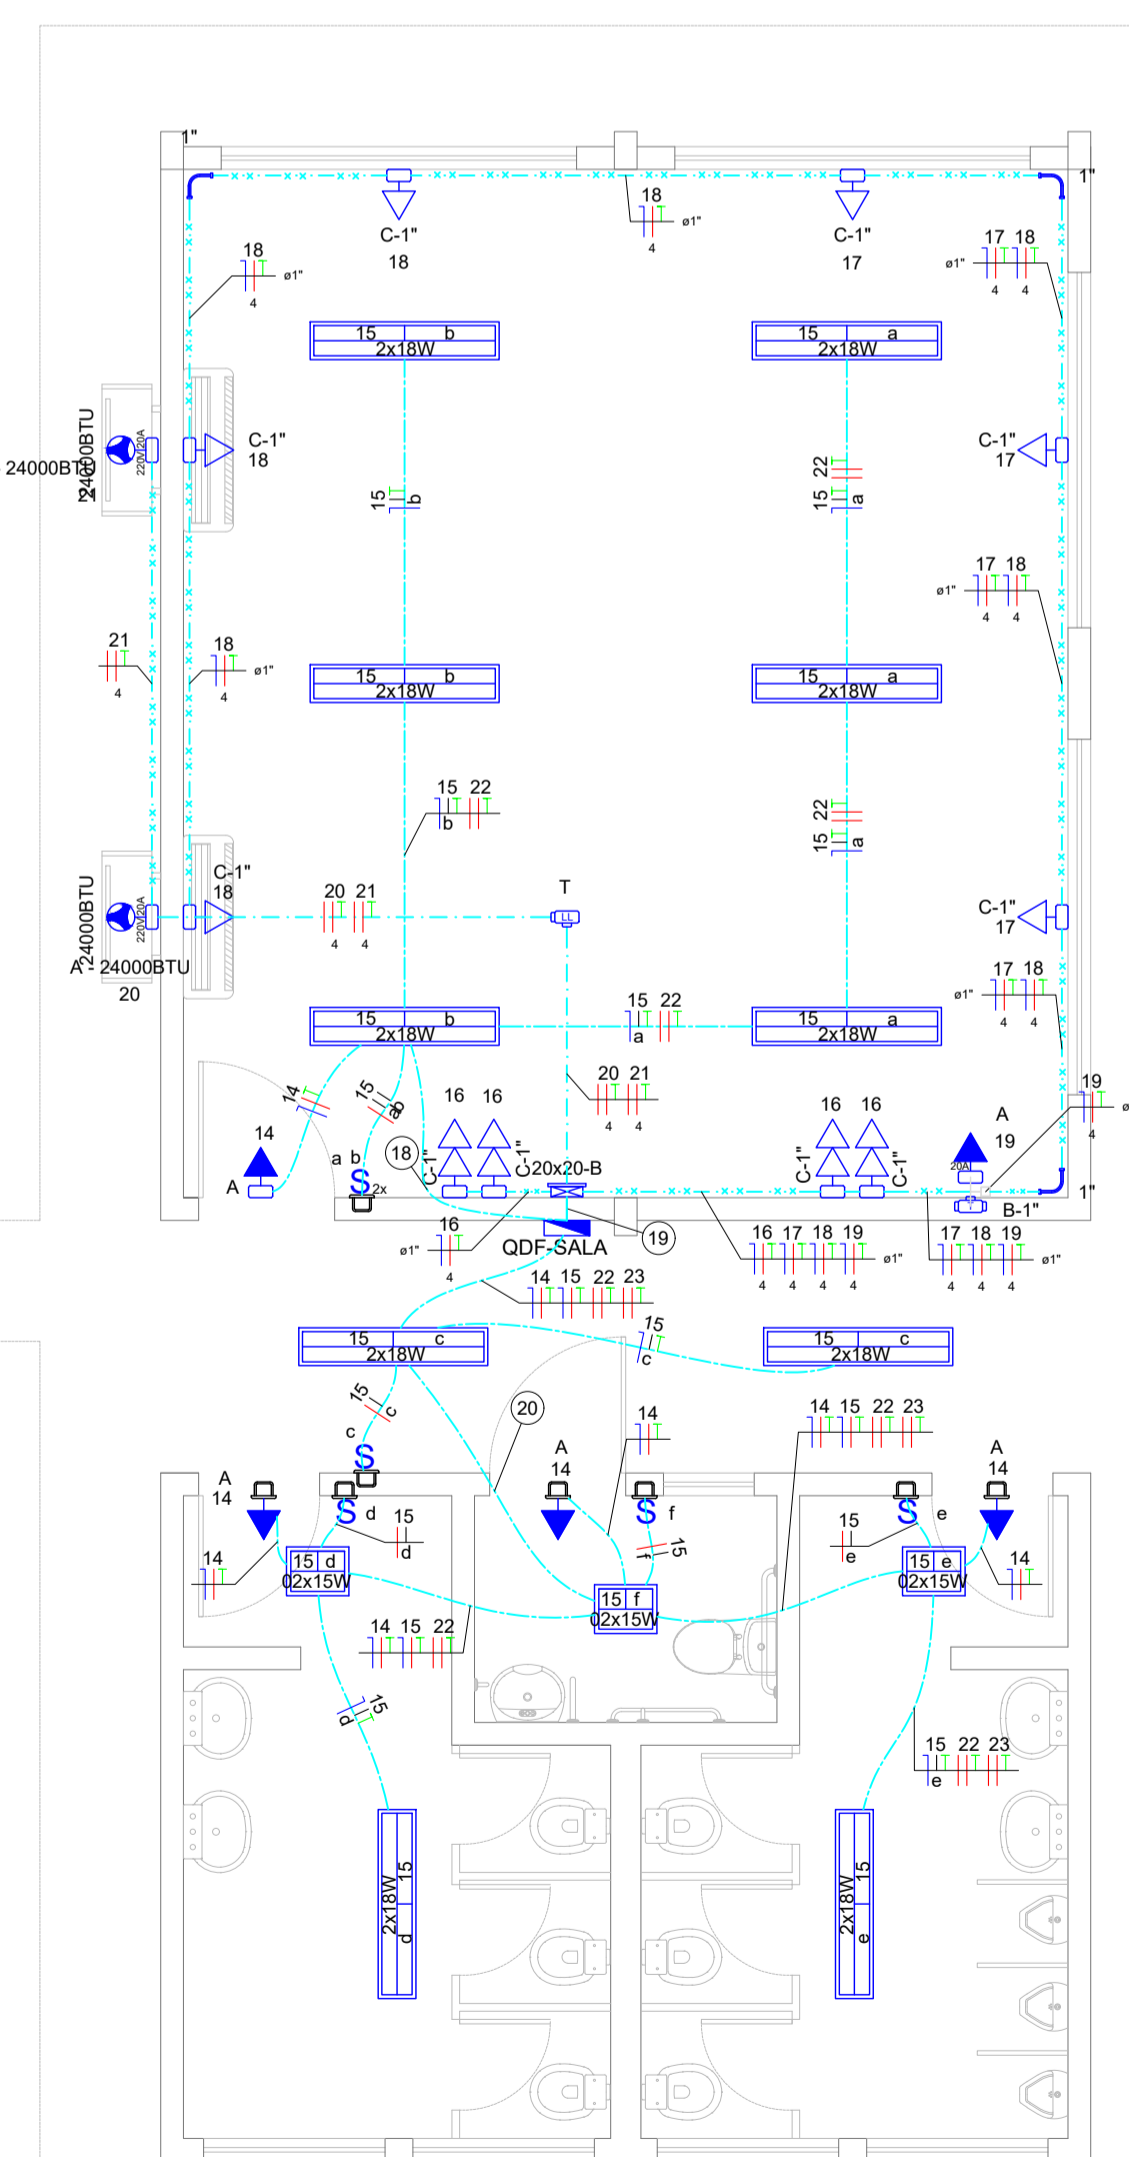 1"
1"
18
ø1"
4
C-1"
18
C-1"
17
18
ø1"
4
17 18
ø1"
4 4
15 b
2x18W
15 a
2x18W
24000BTU
24000BTU
220V/20A
C-1"
18
C-1"
17
15
b
22
15
a
17 18
ø1"
4 4
21
4
18
ø1"
4
15 b
2x18W
15 a
2x18W
15 22
b
22
15
a
C-1"
18
24000BTU
220V/20A
A - 24000BTU
20
20 21
4 4
T
LL
C-1"
17
17 18
ø1"
4 4
15 22
a
15 b
2x18W
15 a
2x18W
14
15
a
b
20 21
4 4
19
4
14
A
a b
2x
18
16 16
C-1"
C-1"
20x20-B
16 16
C-1"
C-1"
A
19
20A
B-1"
1"
16
ø1"
4
QDF-SALA
19
16 17 18 19
ø1"
4 4 4 4
17 18 19
ø1"
4 4 4
14 15 22 23
15 c
2x18W
15
c
15 c
2x18W
15
c
c
20
14
14 15 22 23
A
14
A
14
A
14
d
f
e
15
d
15
f
15
e
14
14
15 d
02x15W
15 f
02x15W
15 e
02x15W
14 15 22
15
d
15 22 23
e
2x18W
15
d
2x18W
15
e